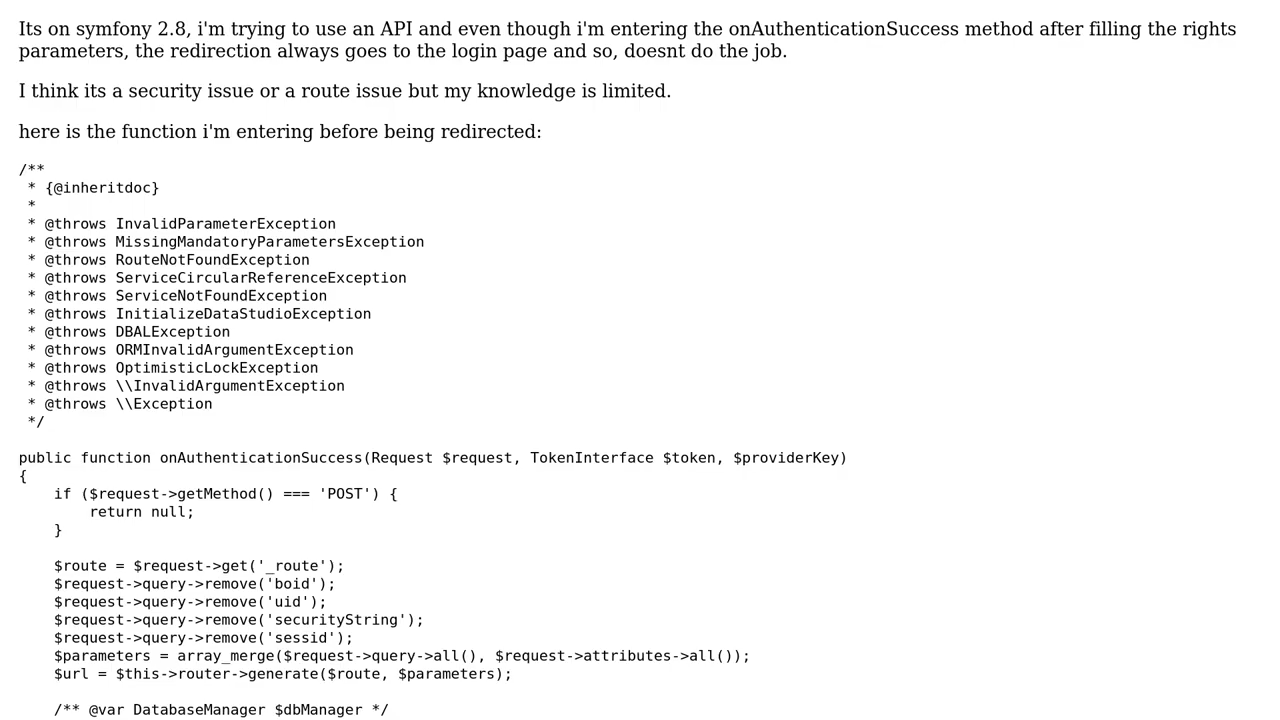 Its on symfony 2.8, i'm trying to use an API and even though i'm entering the onAuthenticationSuccess method after filling the rights
parameters, the redirection always goes to the login page and so, doesnt do the job.
I think its a security issue or a route issue but my knowledge is limited.
here is the function i'm entering before being redirected:
/**
 * {@inheritdoc}
 *
 * @throws InvalidParameterException
 * @throws MissingMandatoryParametersException
 * @throws RouteNotFoundException
 * @throws ServiceCircularReferenceException
 * @throws ServiceNotFoundException
 * @throws InitializeDataStudioException
 * @throws DBALException
 * @throws ORMInvalidArgumentException
 * @throws OptimisticLockException
 * @throws \\InvalidArgumentException
 * @throws \\Exception
 */
public function onAuthenticationSuccess(Request $request, TokenInterface $token, $providerKey)
{
    if ($request->getMethod() === 'POST') {
        return null;
    }
    $route = $request->get('_route');
    $request->query->remove('boid');
    $request->query->remove('uid');
    $request->query->remove('securityString');
    $request->query->remove('sessid');
    $parameters = array_merge($request->query->all(), $request->attributes->all());
    $url = $this->router->generate($route, $parameters);
    /** @var DatabaseManager $dbManager */